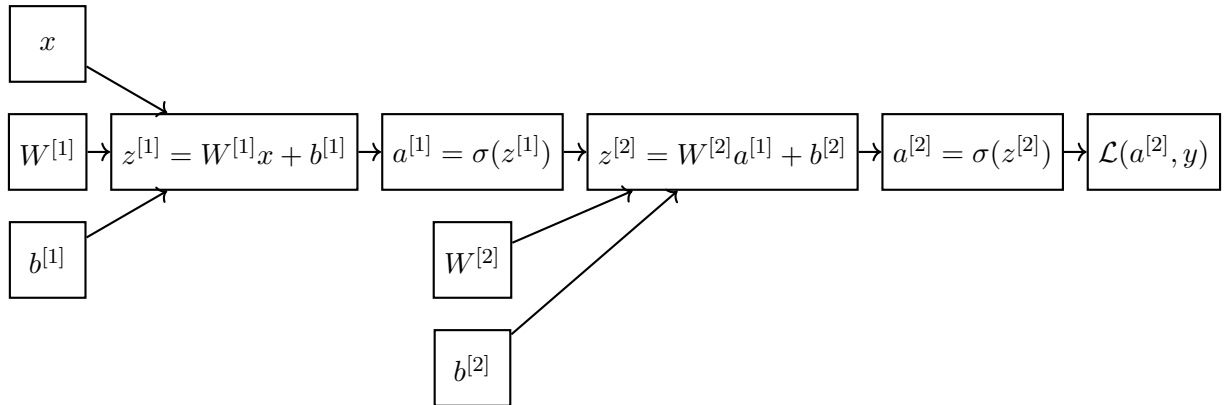 x
W^{[1]} z^{[1]} = W^{[1]}x + b^{[1]} a^{[1]} = σ(z^{[1]}) z^{[2]} = W^{[2]}a^{[1]} + b^{[2]} a^{[2]} = σ(z^{[2]}) ℒ(a^{[2]}, y)
b^{[1]} W^{[2]}
b^{[2]}